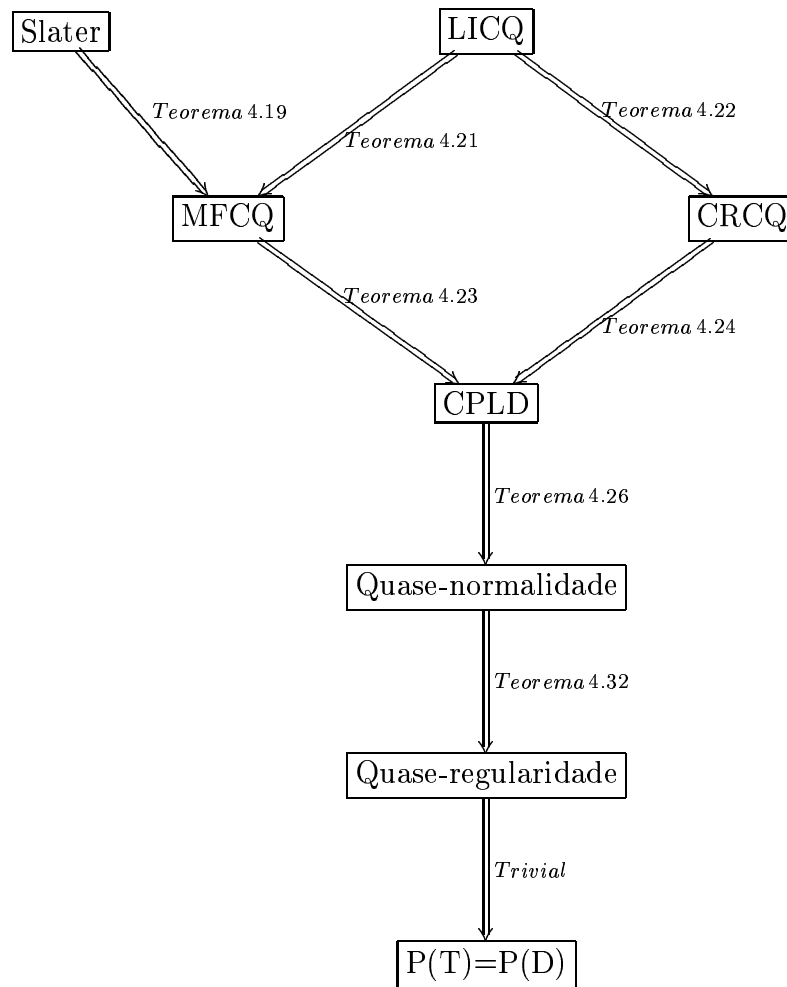 Slater
LICQ
Teorema 4.19
Teorema 4.21
Teorema 4.22
MFCQ
CRCQ
Teorema 4.23
Teorema 4.24
CPLD
Teorema 4.26
Quase-normalidade
Teorema 4.32
Quase-regularidade
Trivial
P(T)=P(D)